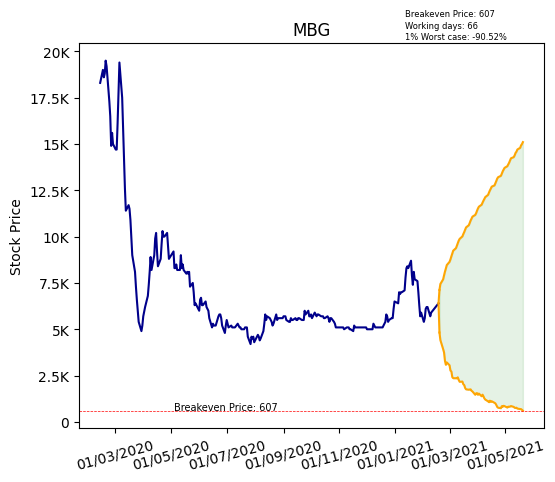 Breakeven Price: 607
Working days: 66
1% Worst case: -90.52%
MBG
Stock Price
20K
17.5K
15K
12.5K
10K
7.5K
5K
2.5K
0
Breakeven Price: 607
01/03/2020
01/05/2020
01/07/2020
01/09/2020
01/11/2020
01/01/2021
01/03/2021
01/05/2021